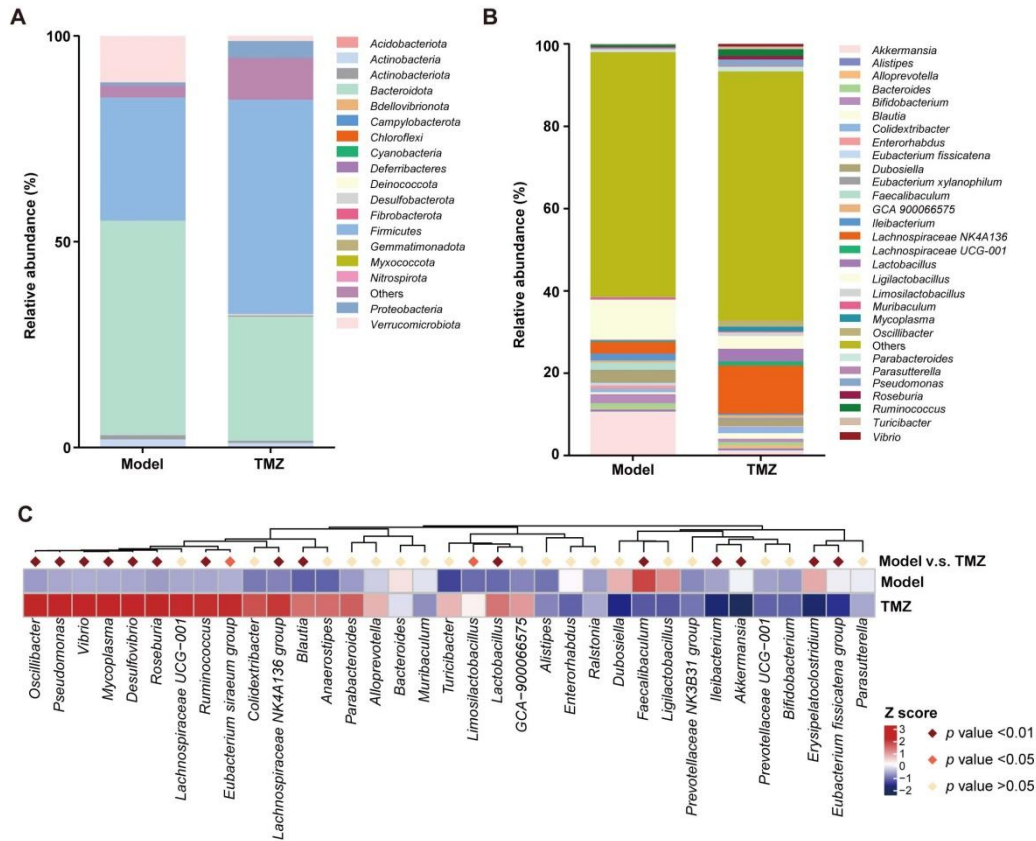 A
Relative abundance (%)
100
50
0
Model
TMZ
Acidobacteriota
Actinobacteria
Actinobacteriota
Bacteroidota
Bdellovibrionota
Campylobacterota
Chloroflexi
Cyanobacteria
Deferribacteres
Deinococcota
Desulfobacterota
Fibrobacterota
Firmicutes
Gemmatimonadota
Myxococcota
Nitrospirota
Others
Proteobacteria
Verrucomicrobiota
B
Relative abundance (%)
100
80
60
40
20
0
Model
TMZ
Akkermansia
Alistipes
Alloprevotella
Bacteroides
Bifidobacterium
Blautia
Colidextribacter
Enterorhabdus
Eubacterium fissicatena
Dubosiella
Eubacterium xylanophilum
Faecalibaculum
GCA 900066575
Ileibacterium
Lachnospiraceae NK4A136
Lachnospiraceae UCG-001
Lactobacillus
Ligilactobacillus
Limosilactobacillus
Muribaculum
Mycoplasma
Oscillibacter
Others
Parabacteroides
Parasutterella
Pseudomonas
Roseburia
Ruminococcus
Turicibacter
Vibrio
C
Model v.s. TMZ
Model
TMZ
Oscillibacter
Pseudomonas
Vibrio
Mycoplasma
Desulfovibrio
Roseburia
Lachnospiraceae UCG-001
Ruminococcus
Eubacterium siraeum group
Colidextribacter
Lachnospiraceae NK4A136 group
Blautia
Anaerostipes
Parabacteroides
Alloprevotella
Bacteroides
Muribaculum
Turicibacter
Limosilactobacillus
Lactobacillus
GCA-900066575
Alistipes
Enterorhabdus
Ralstonia
Dubosiella
Faecalibaculum
Ligilactobacillus
Prevotellaceae NK3B31 group
Ileibacterium
Akkermansia
Prevotellaceae UCG-001
Bifidobacterium
Erysipelatoclostridium
Eubacterium fissicatena group
Parasutterella
Z score
3
2
1
0
-1
-2
p value <0.01
p value <0.05
p value >0.05